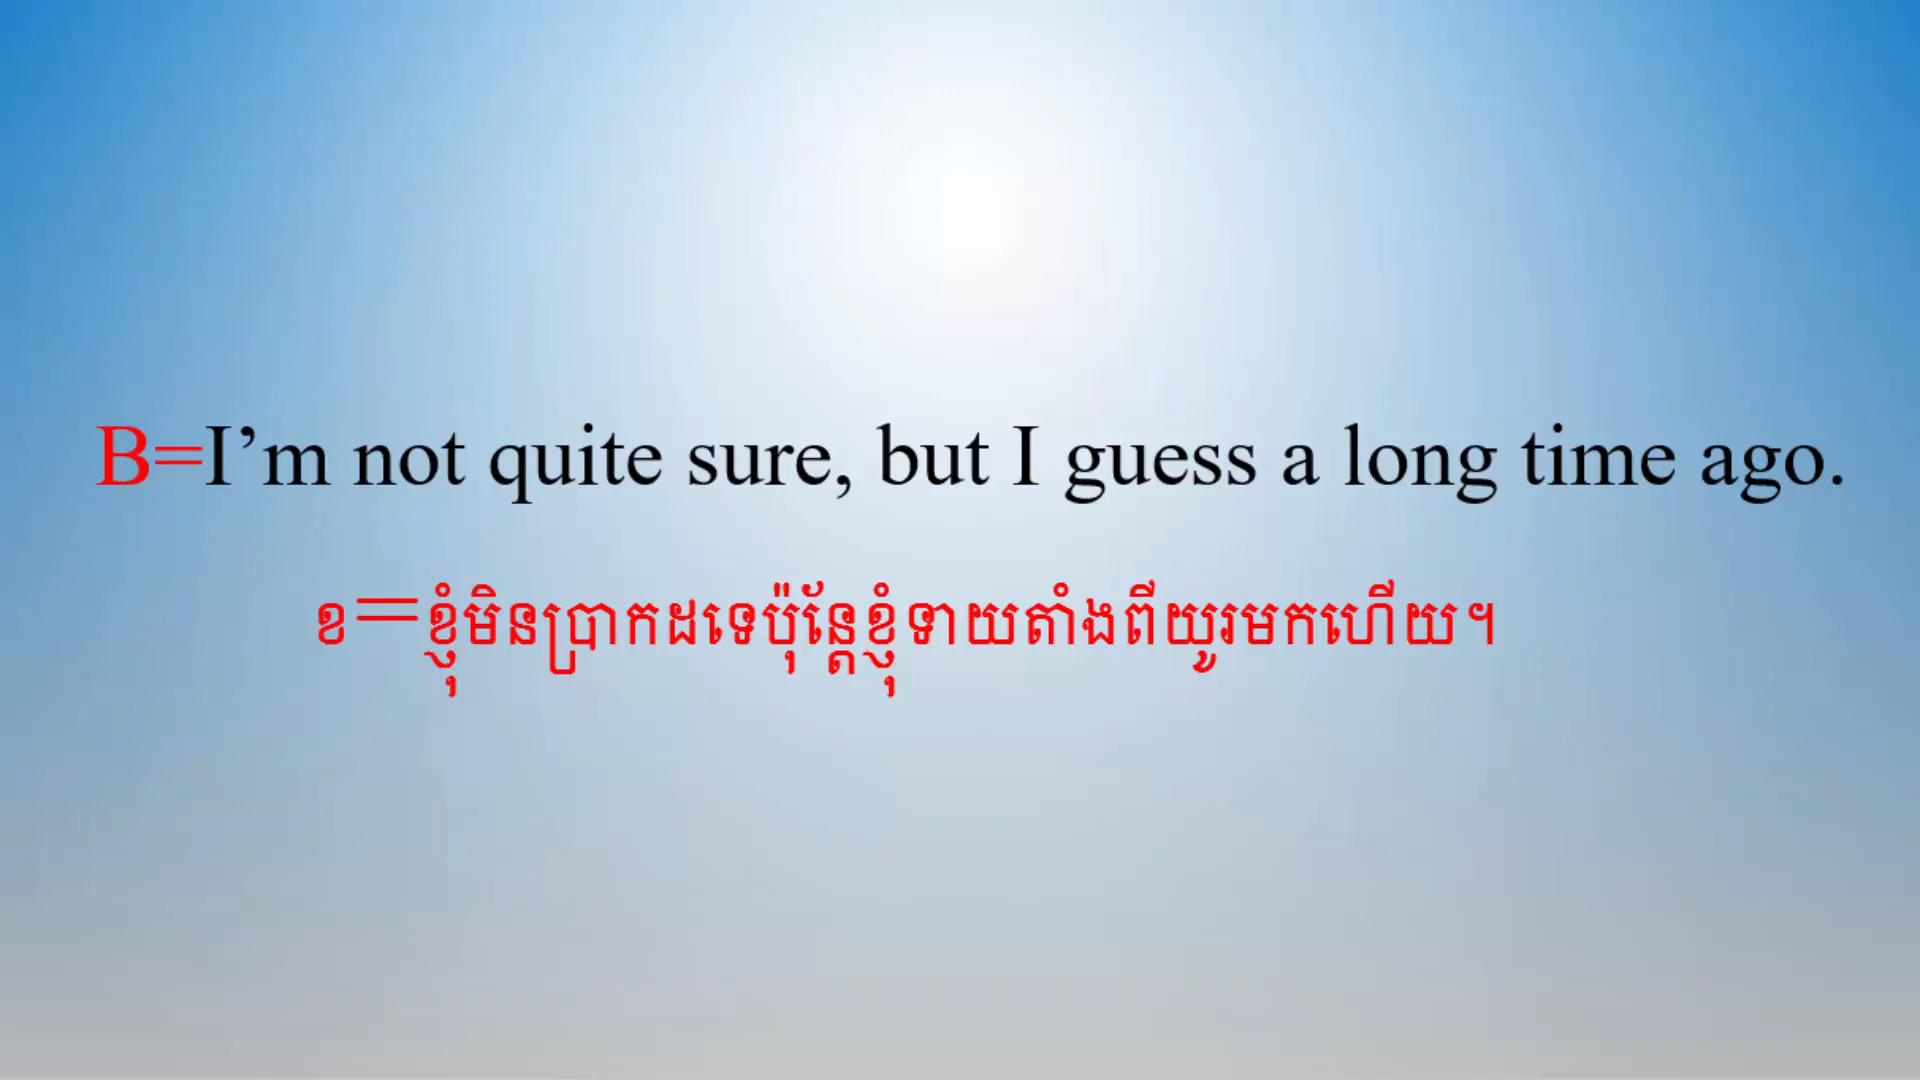 B=I’m not quite sure, but I guess a long time ago.
ខ=ខ្ញុំមិនប្រាកដទេប៉ុន្តែខ្ញុំទាយតាំងពីយូរមកហើយ។